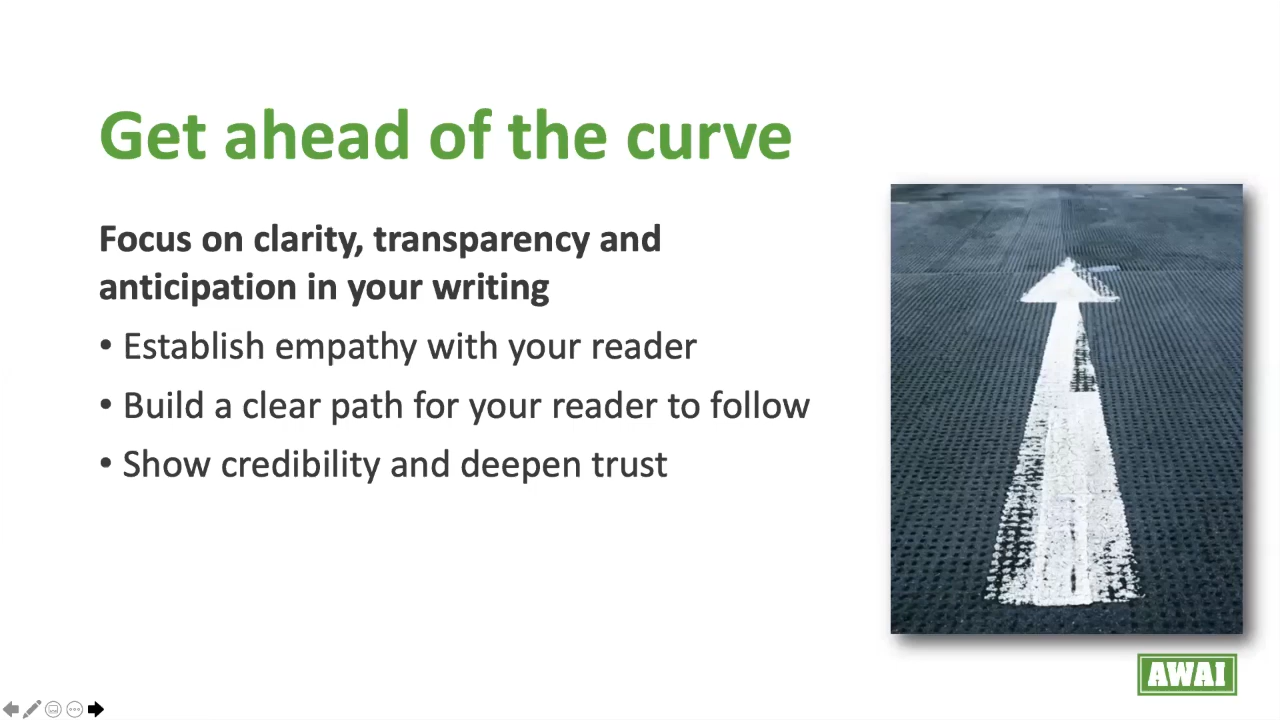 Get ahead of the curve
Focus on clarity, transparency and
anticipation in your writing
• Establish empathy with your reader
• Build a clear path for your reader to follow
• Show credibility and deepen trust
AWAI